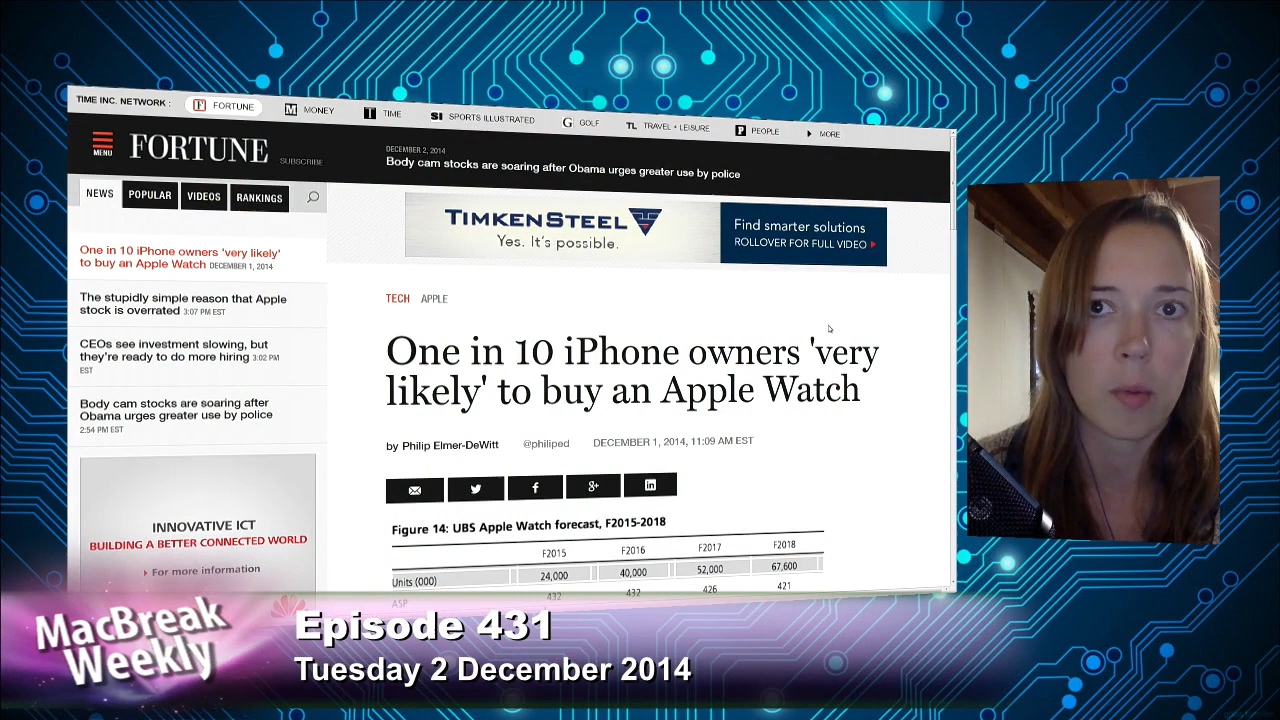 TIME INC. NETWORK :
F FORTUNE
M MONEY
T TIME
SI SPORTS ILLUSTRATED
G GOLF
TL TRAVEL + LEISURE
P PEOPLE
MORE
MENU
FORTUNE
SUBSCRIBE
DECEMBER 2, 2014
Body cam stocks are soaring after Obama urges greater use by police
NEWS
POPULAR
VIDEOS
RANKINGS
One in 10 iPhone owners 'very likely'
to buy an Apple Watch DECEMBER 1, 2014
The stupidly simple reason that Apple
stock is overrated 3:07 PM EST
CEOs see investment slowing, but
they're ready to do more hiring 3:02 PM
EST
Body cam stocks are soaring after
Obama urges greater use by police
2:54 PM EST
INNOVATIVE ICT
BUILDING A BETTER CONNECTED WORLD
For more information
TIMKENSTEEL
Yes. It's possible.
Find smarter solutions
ROLLOVER FOR FULL VIDEO
TECH APPLE
One in 10 iPhone owners 'very
likely' to buy an Apple Watch
by Philip Elmer-DeWitt @philiped DECEMBER 1, 2014, 11:09 AM EST
f
g+
in
Figure 14: UBS Apple Watch forecast, F2015-2018
F2015 F2016 F2017 F2018
Units (000) 24,000 40,000 52,000 67,600
ASP 432 432 426 421
MacBreak
Weekly
Episode 431
Tuesday 2 December 2014